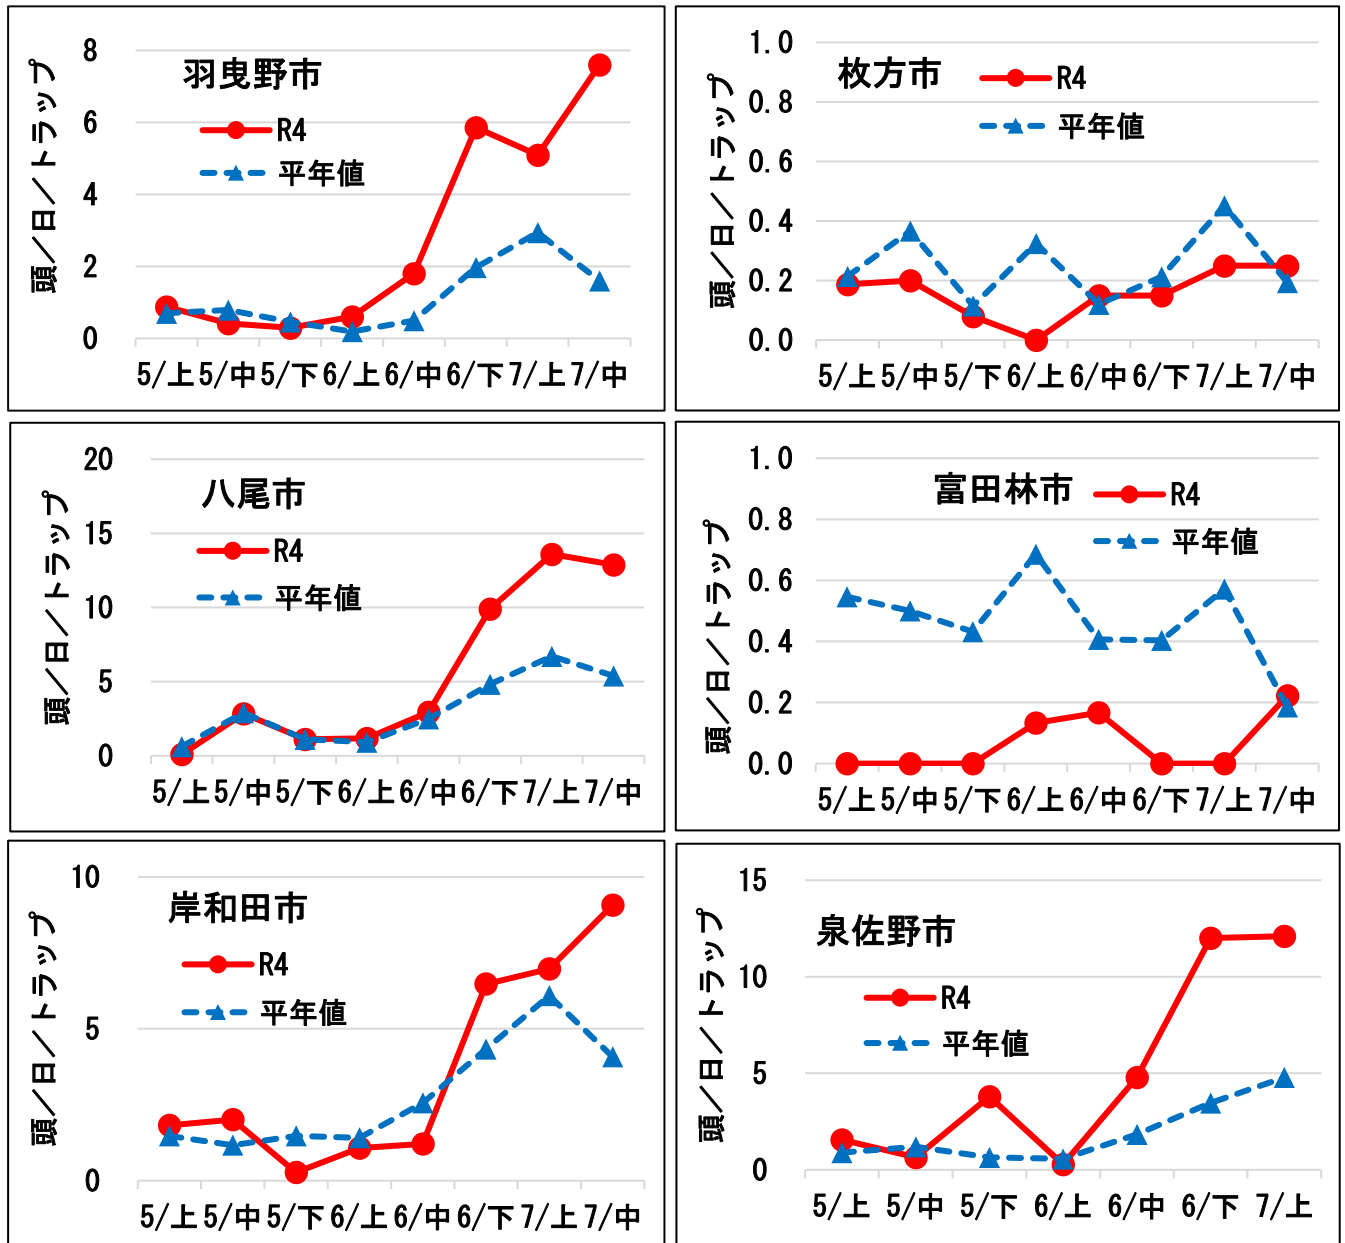 羽曳野市
R4
平年値
頭／日／トラップ
8
6
4
2
0
5/上 5/中 5/下 6/上 6/中 6/下 7/上 7/中
枚方市
R4
平年値
頭／日／トラップ
1.0
0.8
0.6
0.4
0.2
0.0
5/上 5/中 5/下 6/上 6/中 6/下 7/上 7/中
八尾市
R4
平年値
頭／日／トラップ
20
15
10
5
0
5/上 5/中 5/下 6/上 6/中 6/下 7/上 7/中
富田林市
R4
平年値
頭／日／トラップ
1.0
0.8
0.6
0.4
0.2
0.0
5/上 5/中 5/下 6/上 6/中 6/下 7/上 7/中
岸和田市
R4
平年値
頭／日／トラップ
10
5
0
5/上 5/中 5/下 6/上 6/中 6/下 7/上 7/中
泉佐野市
R4
平年値
頭／日／トラップ
15
10
5
0
5/上 5/中 5/下 6/上 6/中 6/下 7/上